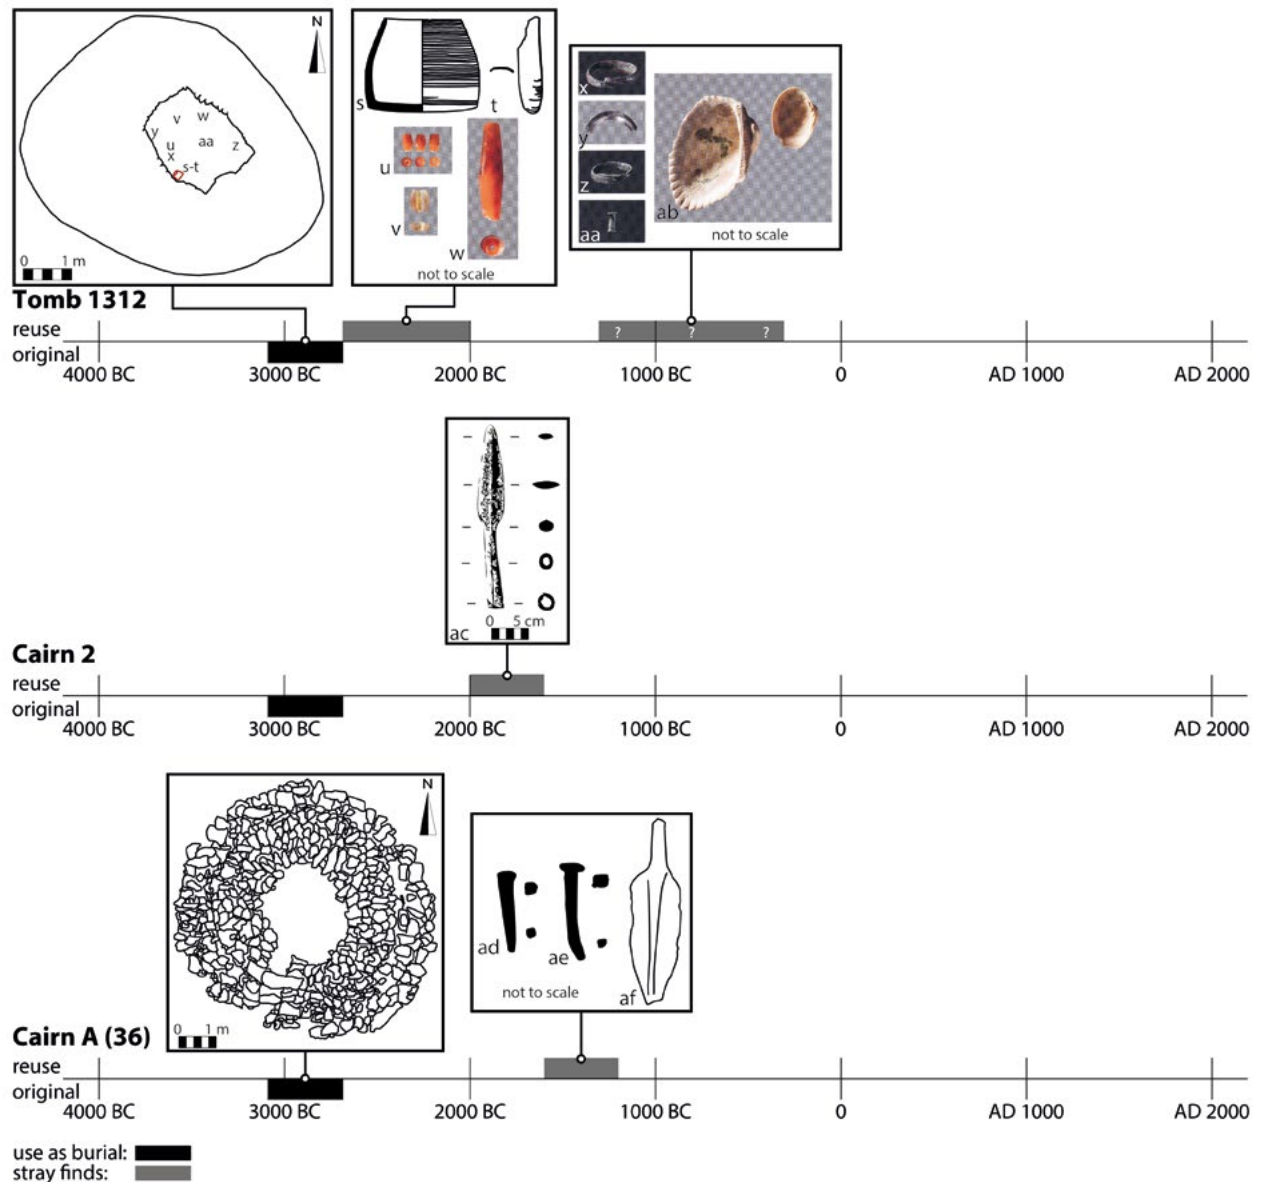 N
v w
y
u aa z
x
s-t
0 1 m
s t
u
v
w
not to scale
x
y
z
aa
ab
not to scale
Tomb 1312
reuse
? ? ?
original
4000 BC 3000 BC 2000 BC 1000 BC 0 AD 1000 AD 2000
0 5 cm
ac
Cairn 2
reuse
original
4000 BC 3000 BC 2000 BC 1000 BC 0 AD 1000 AD 2000
N
0 1 m
ad
ae
af
not to scale
Cairn A (36)
reuse
original
4000 BC 3000 BC 2000 BC 1000 BC 0 AD 1000 AD 2000
use as burial:
stray finds: